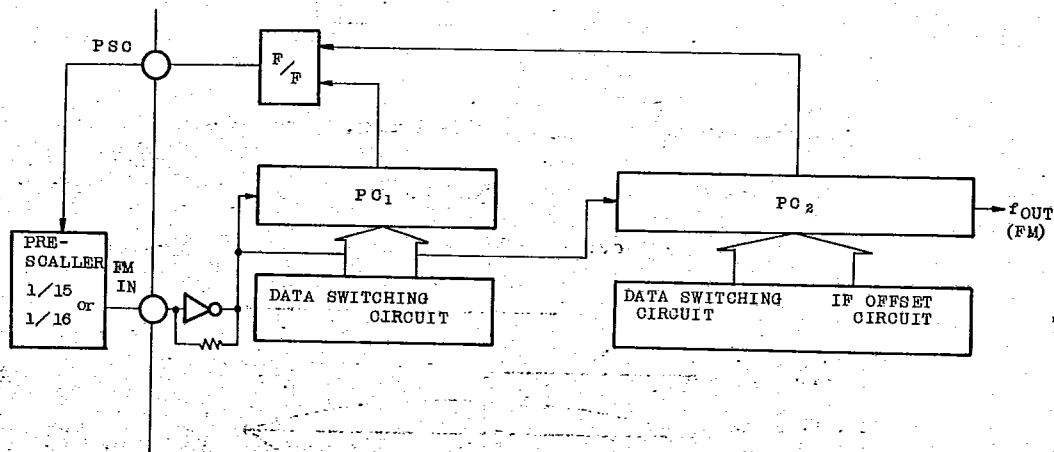 PSC
F/F
PC₁
PC₂
fOUT
(FM)
PRE-
SCALLER
1/15
or
1/16
FM
IN
DATA SWITCHING
CIRCUIT
DATA SWITCHING
CIRCUIT
IF OFFSET
CIRCUIT